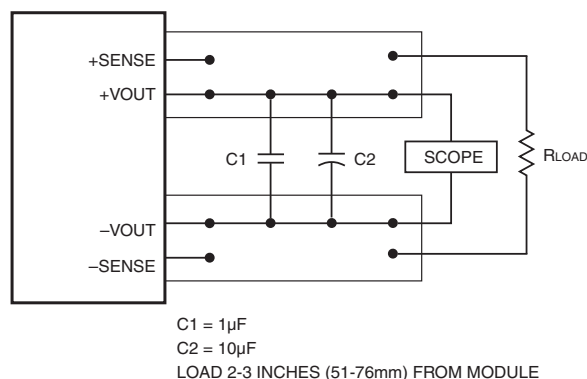 +SENSE
+VOUT
C1
C2
SCOPE
RLOAD
–VOUT
–SENSE
C1 = 1µF
C2 = 10µF
LOAD 2-3 INCHES (51-76mm) FROM MODULE